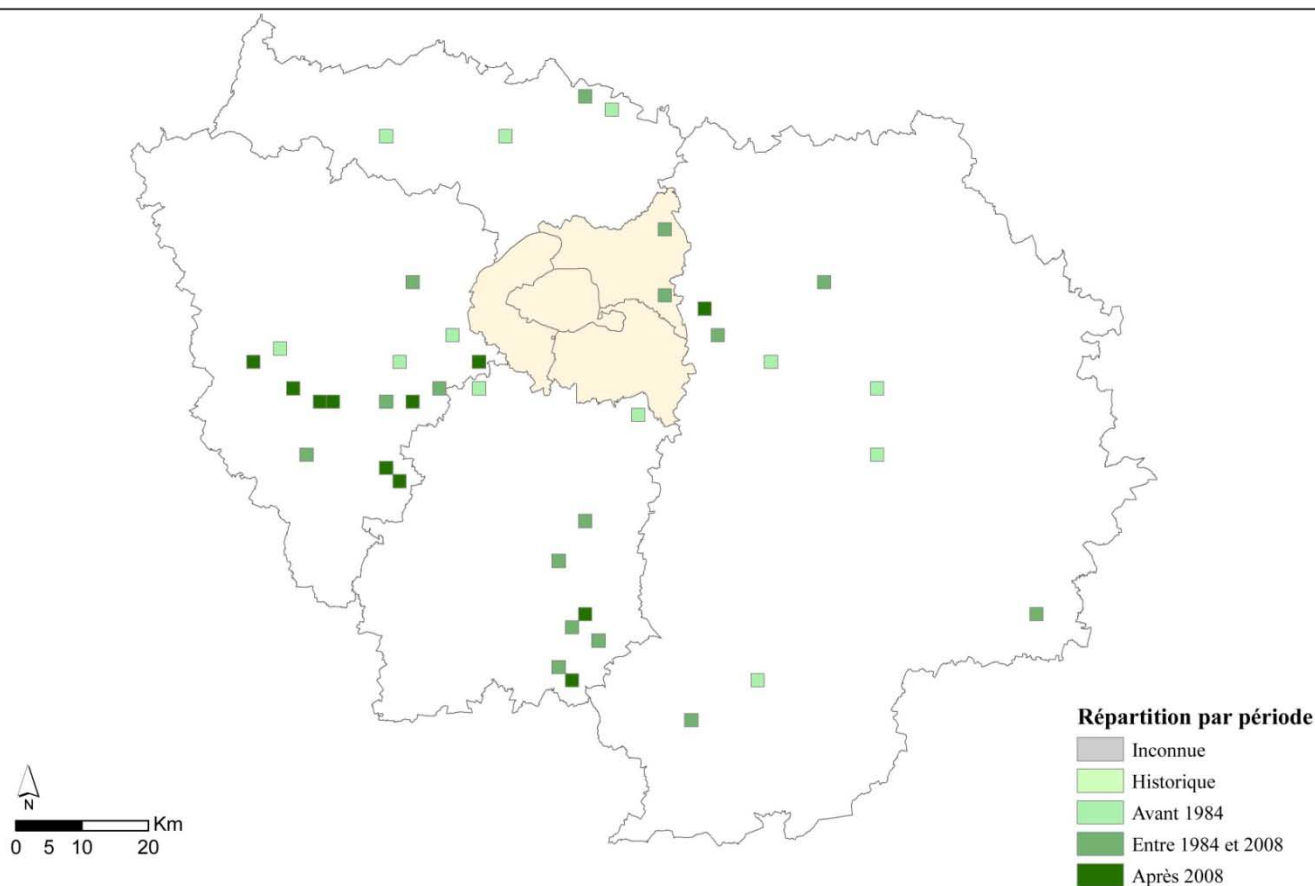 Répartition par période
Inconnue
Historique
Avant 1984
Entre 1984 et 2008
Après 2008
N
Km
0 5 10 20